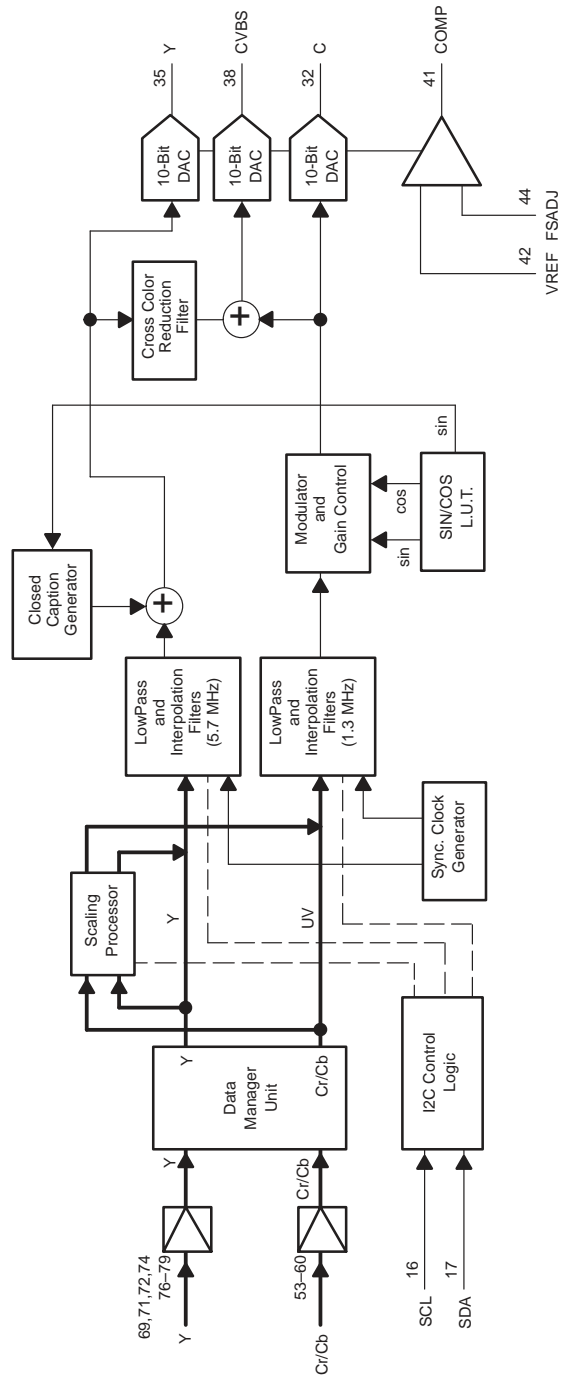 69,71,72,74
76–79
Y
Y
53–60
Cr/Cb
Cr/Cb
Data
Manager
Unit
Y
Cr/Cb
Scaling
Processor
Y
UV
SCL
16
SDA
17
I2C Control
Logic
Sync. Clock
Generator
LowPass
and
Interpolation
Filters
(5.7 MHz)
LowPass
and
Interpolation
Filters
(1.3 MHz)
Closed
Caption
Generator
+
Modulator
and
Gain Control
sin
cos
SIN/COS
L.U.T.
sin
Cross Color
Reduction
Filter
+
10-Bit
DAC
10-Bit
DAC
10-Bit
DAC
35
Y
38
CVBS
32
C
41
COMP
42
VREF
44
FSADJ